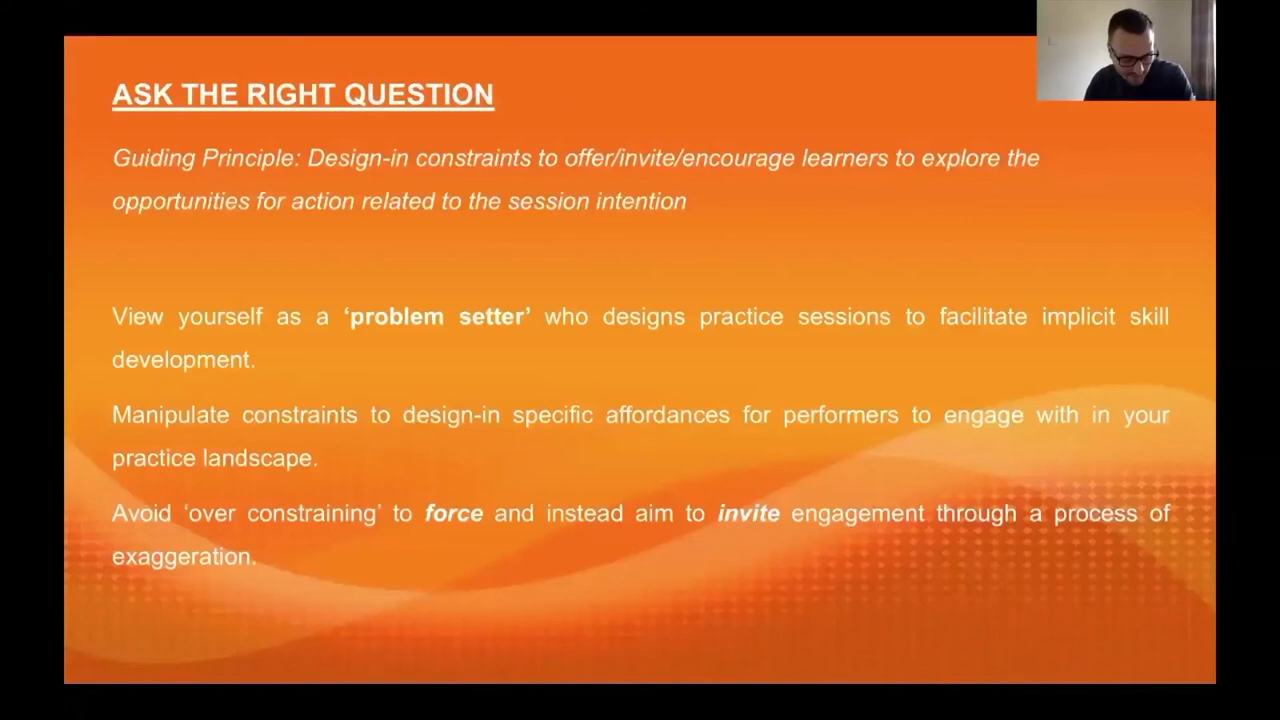 ASK THE RIGHT QUESTION
Guiding Principle: Design-in constraints to offer/invite/encourage learners to explore the
opportunities for action related to the session intention
View yourself as a ‘problem setter’ who designs practice sessions to facilitate implicit skill
development.
Manipulate constraints to design-in specific affordances for performers to engage with in your
practice landscape.
Avoid ‘over constraining’ to force and instead aim to invite engagement through a process of
exaggeration.